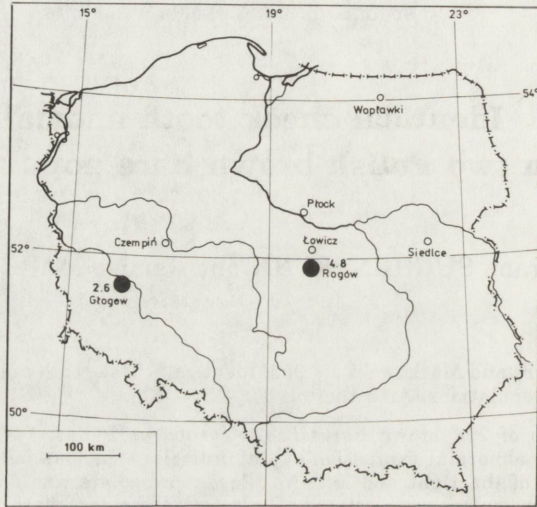 15°
19°
23°
54°
Wopławki
Płock
Łowicz
Siedlce
Czempiń
52°
4.8
Rogów
2.6
Głogów
50°
100 km